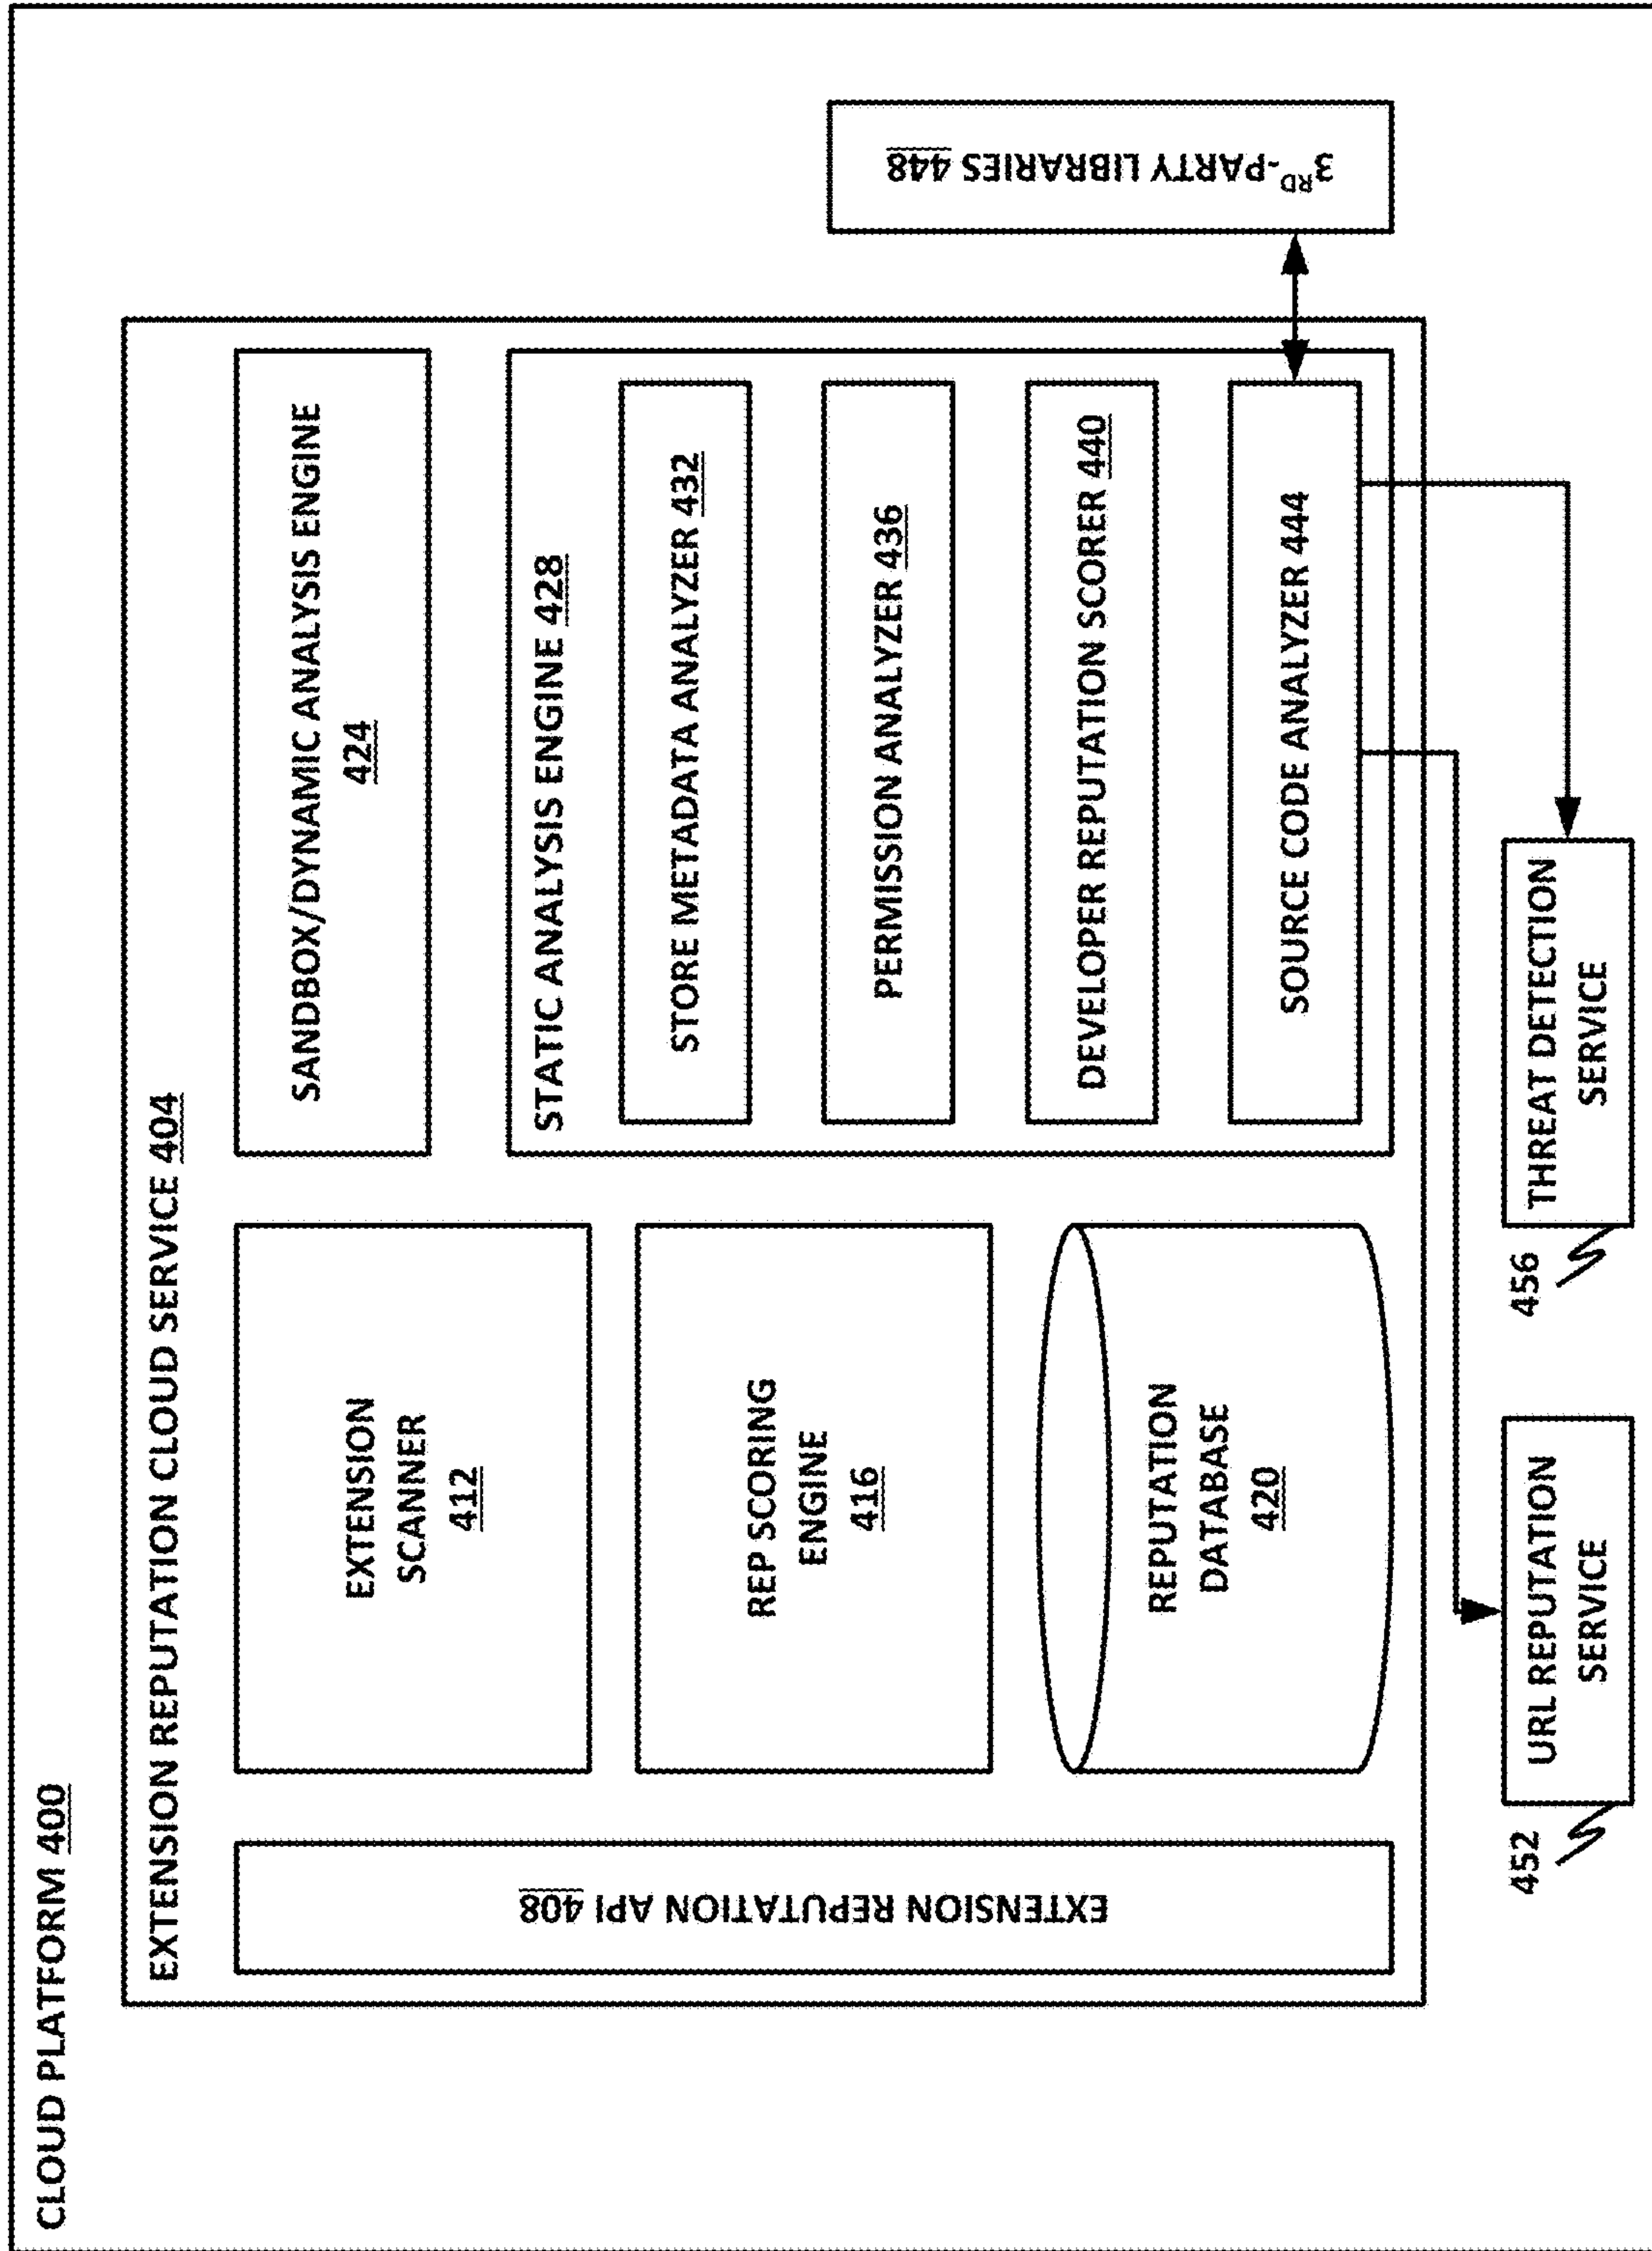 CLOUD PLATFORM 400
EXTENSION REPUTATION CLOUD SERVICE 404
EXTENSION REPUTATION API 408
EXTENSION
SCANNER
412
REP SCORING
ENGINE
416
REPUTATION
DATABASE
420
SANDBOX/DYNAMIC ANALYSIS ENGINE
424
STATIC ANALYSIS ENGINE 428
STORE METADATA ANALYZER 432
PERMISSION ANALYZER 436
DEVELOPER REPUTATION SCORER 440
SOURCE CODE ANALYZER 444
3RD-PARTY LIBRARIES 448
452
URL REPUTATION
SERVICE
456
THREAT DETECTION
SERVICE